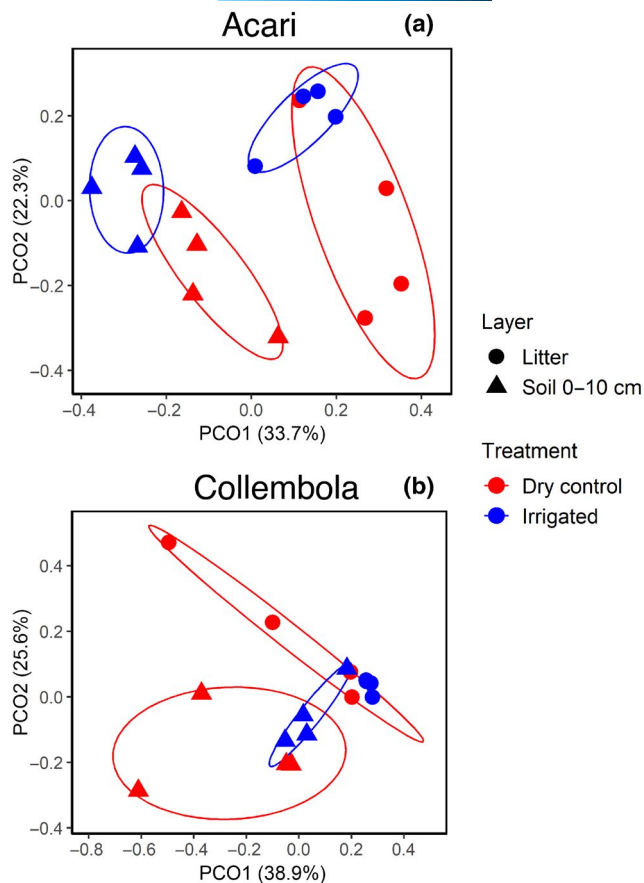 Acari (a)
0.2
0.0
−0.2
−0.4
PCO2 (22.3%)
−0.4 −0.2 0.0 0.2 0.4
PCO1 (33.7%)
Layer
Litter
Soil 0−10 cm
Treatment
Dry control
Irrigated
Collembola (b)
0.4
0.2
0.0
−0.2
−0.4
PCO2 (25.6%)
−0.8 −0.6 −0.4 −0.2 0.0 0.2 0.4
PCO1 (38.9%)